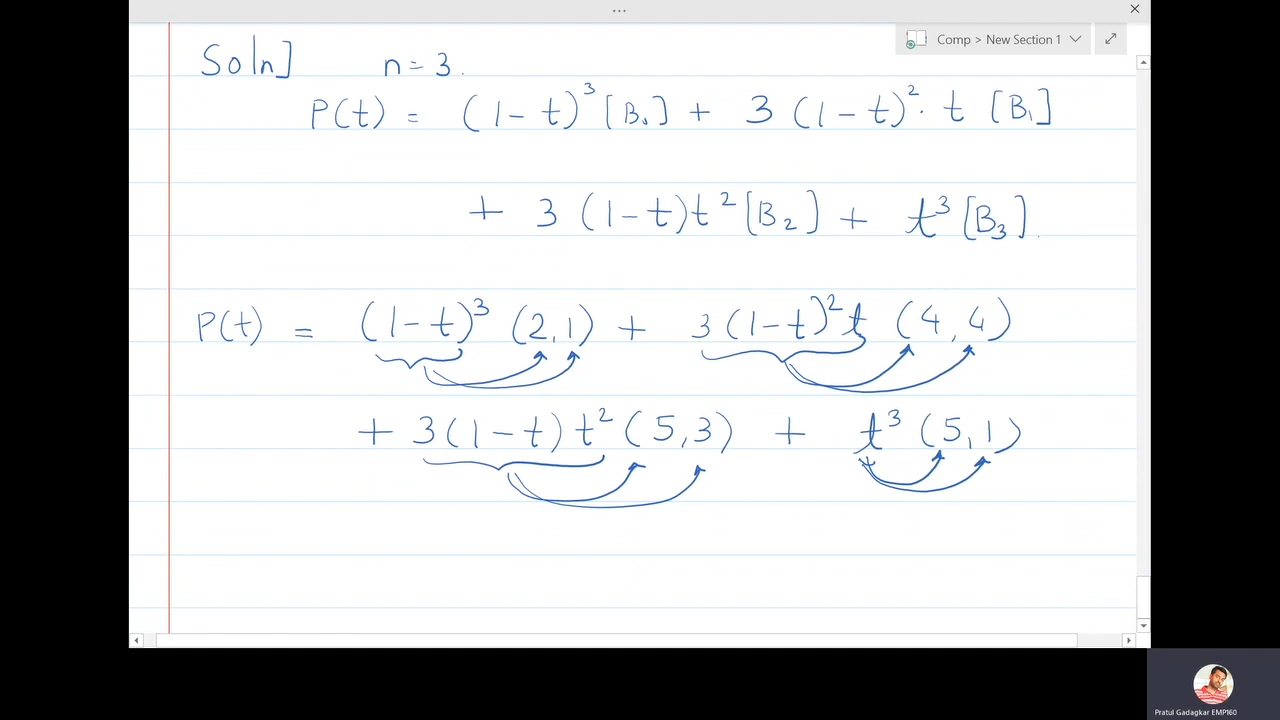 ...
Comp > New Section 1
Soln] n = 3.
P(t) = (1-t)³ [B₀] + 3 (1-t)² · t [B₁]
+ 3 (1-t)t² [B₂] + t³ [B₃].
P(t) = (1-t)³ (2,1) + 3(1-t)² t (4,4)
+ 3(1-t) t² (5,3) + t³ (5,1)
Pratul Gadagkar EMP160